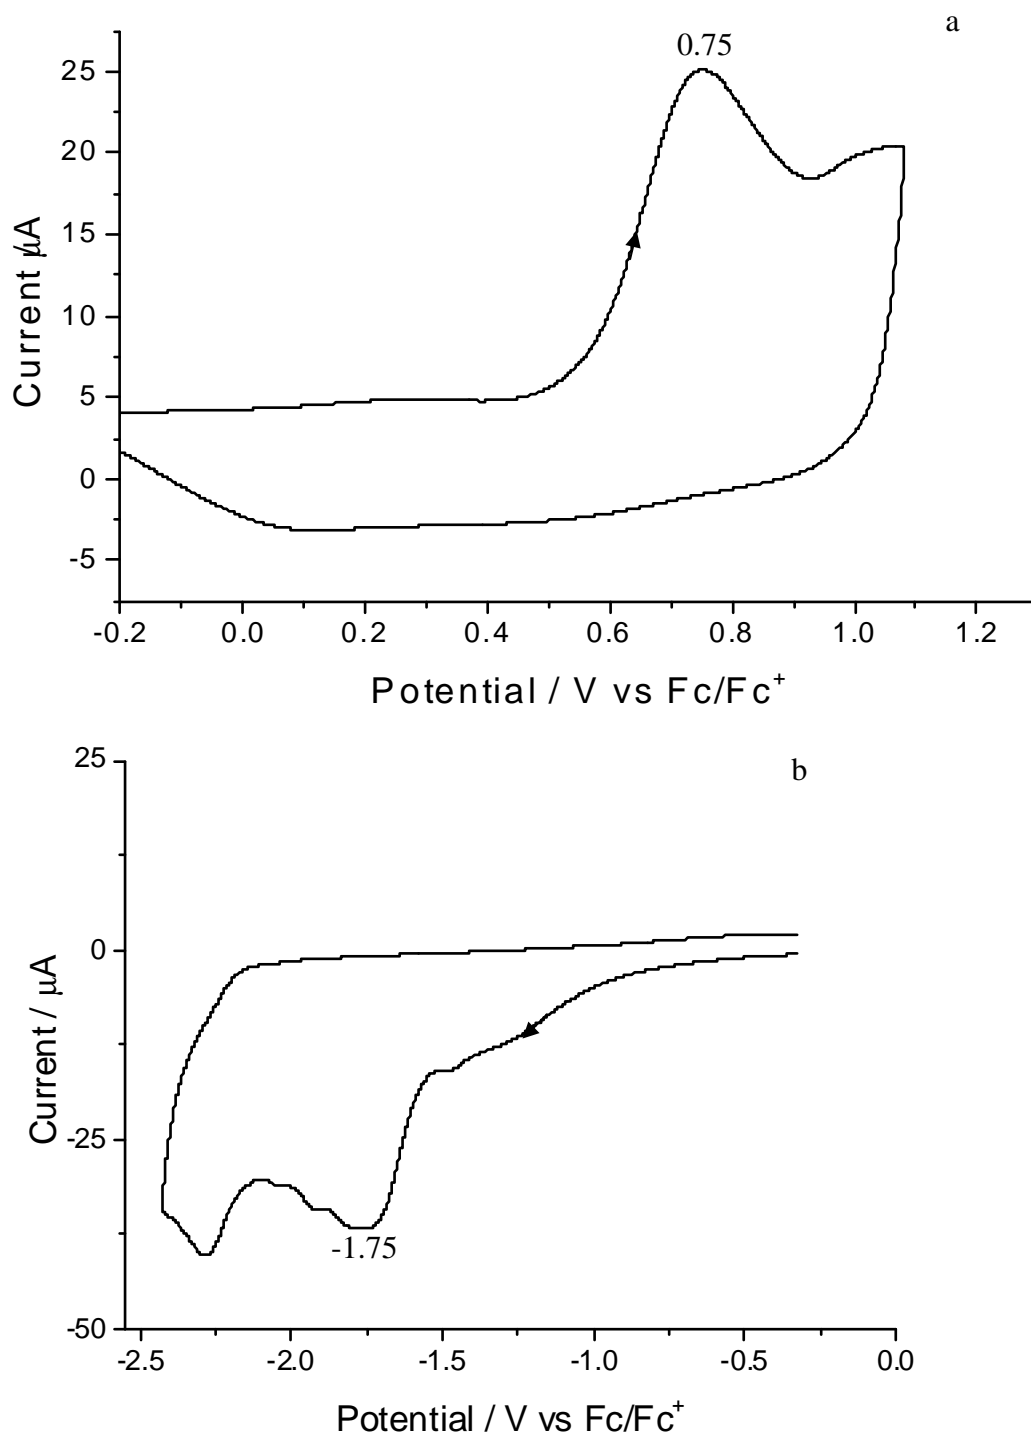 a
0.75
25
20
15
10
5
0
-5
Current /μA
-0.2 0.0 0.2 0.4 0.6 0.8 1.0 1.2
Potential / V vs Fc/Fc+
b
25
0
-25
-50
Current / μA
-1.75
-2.5 -2.0 -1.5 -1.0 -0.5 0.0
Potential / V vs Fc/Fc+